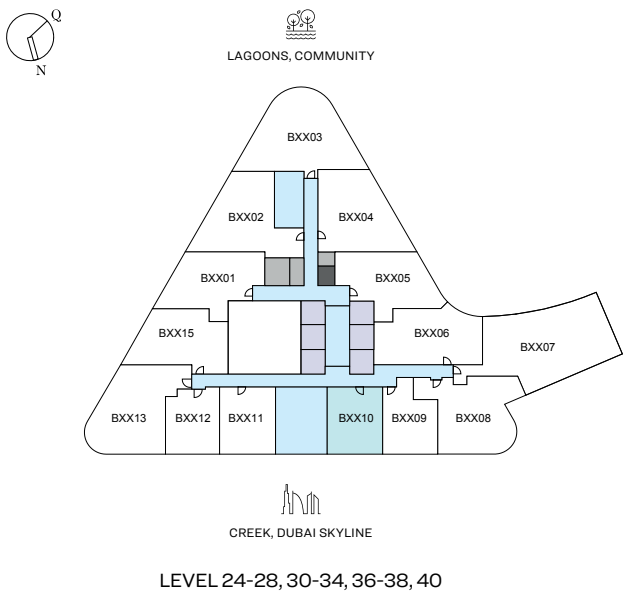 Q
N
LAGOONS, COMMUNITY
BXX03
BXX02
BXX04
BXX01
BXX05
BXX15
BXX06
BXX07
BXX13
BXX12
BXX11
BXX10
BXX09
BXX08
CREEK, DUBAI SKYLINE
LEVEL 24-28, 30-34, 36-38, 40